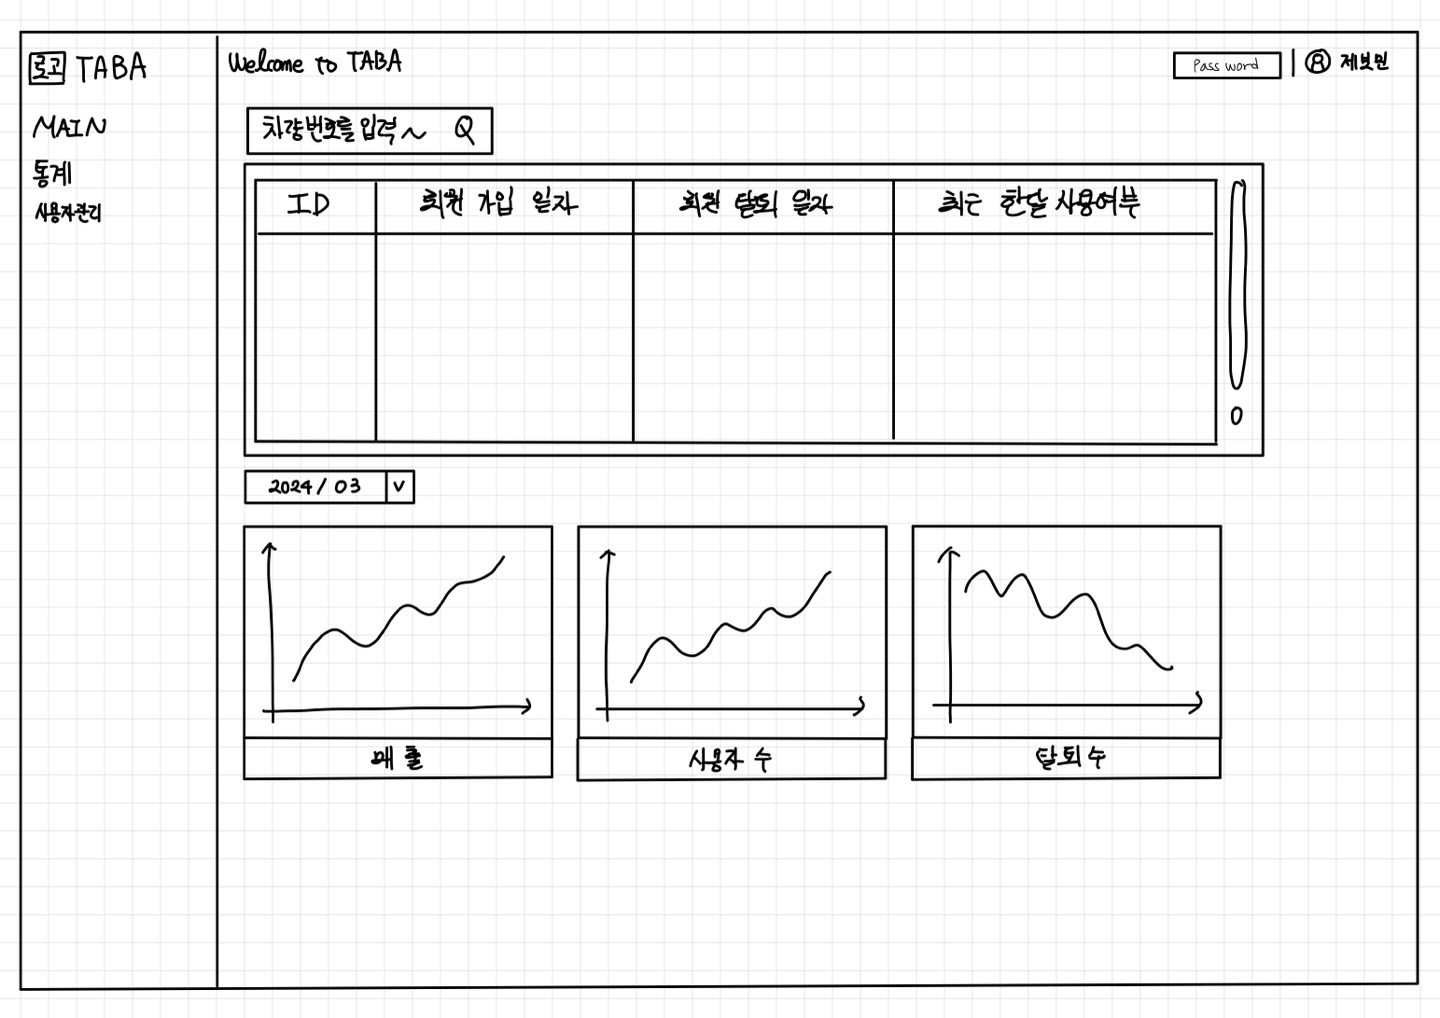 로고 TABA
MAIN
통계
사용자관리
Welcome to TABA
Pass word
제보민
차량번호를 입력~
ID
회원 가입 일자
회원 탈퇴 일자
최근 한달 사용여부
2024/03
매출
사용자 수
탈퇴 수